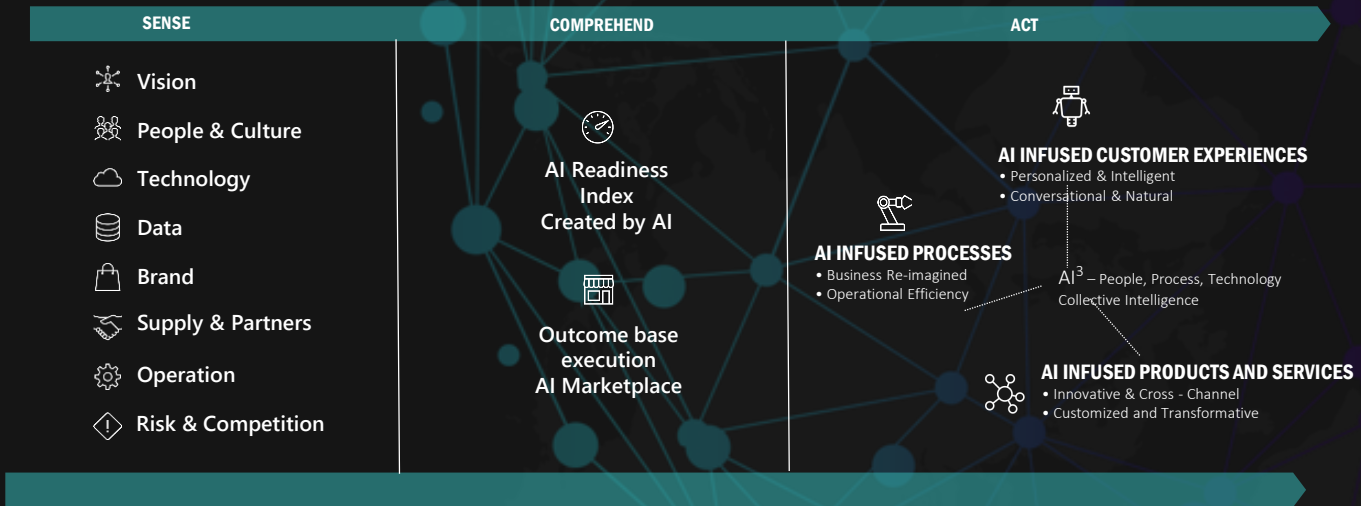 SENSE
COMPREHEND
ACT
Vision
People & Culture
Technology
Data
Brand
Supply & Partners
Operation
Risk & Competition
AI Readiness
Index
Created by AI
Outcome base
execution
AI Marketplace
AI INFUSED CUSTOMER EXPERIENCES
• Personalized & Intelligent
• Conversational & Natural
AI INFUSED PROCESSES
• Business Re-imagined
• Operational Efficiency
AI³ – People, Process, Technology
Collective Intelligence
AI INFUSED PRODUCTS AND SERVICES
• Innovative & Cross - Channel
• Customized and Transformative